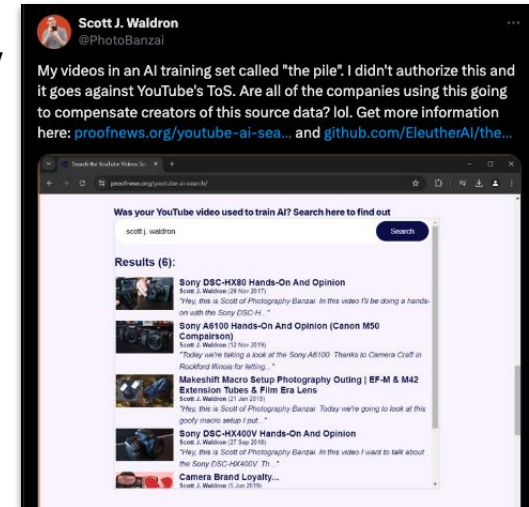 Scott J. Waldron
@PhotoBanzai
My videos in an AI training set called "the pile". I didn't authorize this and
it goes against YouTube's ToS. Are all of the companies using this going
to compensate creators of this source data? lol. Get more information
here: proofnews.org/youtube-ai-sea... and github.com/EleutherAI/the...
Search the YouTube Videos Se
proofnews.org/youtube-ai-search/
Was your YouTube video used to train AI? Search here to find out
scott j. waldron
Search
Results (6):
Sony DSC-HX80 Hands-On And Opinion
Scott J. Waldron (29 Nov 2017)
"Hey, this is Scott of Photography Banzai. In this video I'll be doing a hands-
on with the Sony DSC-H..."
Sony A6100 Hands-On And Opinion (Canon M50
Compairson)
Scott J. Waldron (12 Nov 2019)
"Today we're taking a look at the Sony A6100. Thanks to Camera Craft in
Rockford Illinois for letting..."
Makeshift Macro Setup Photography Outing | EF-M & M42
Extension Tubes & Film Era Lens
Scott J. Waldron (21 Jan 2019)
"Hey, this is Scott of Photography Banzai. Today we're going to look at this
goofy macro setup I put..."
Sony DSC-HX400V Hands-On And Opinion
Scott J. Waldron (27 Sep 2018)
"Hey, this is Scott of Photography Banzai. In this video I want to talk about
the Sony DSC-HX400V. Th..."
Camera Brand Loyalty...
Scott J. Waldron (5 Jun 2019)